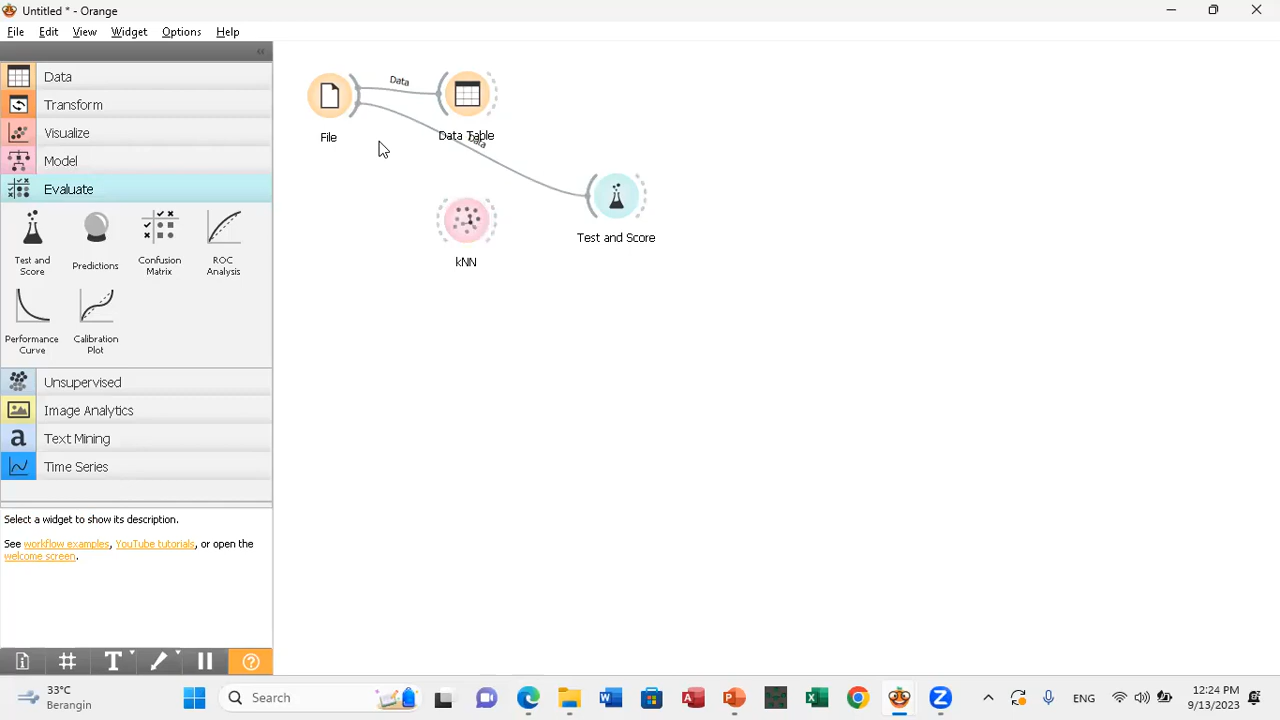 Untitled * - Orange
File Edit View Widget Options Help
Data
Transform
Visualize
Model
Evaluate
Test and Score
Predictions
Confusion Matrix
ROC Analysis
Performance Curve
Calibration Plot
Unsupervised
Image Analytics
a Text Mining
Time Series
Select a widget to show its description.
See workflow examples, YouTube tutorials, or open the
welcome screen.
Data
File
Data Table
Data
Test and Score
kNN
33°C
Berangin
Search
ENG
12:24 PM
9/13/2023